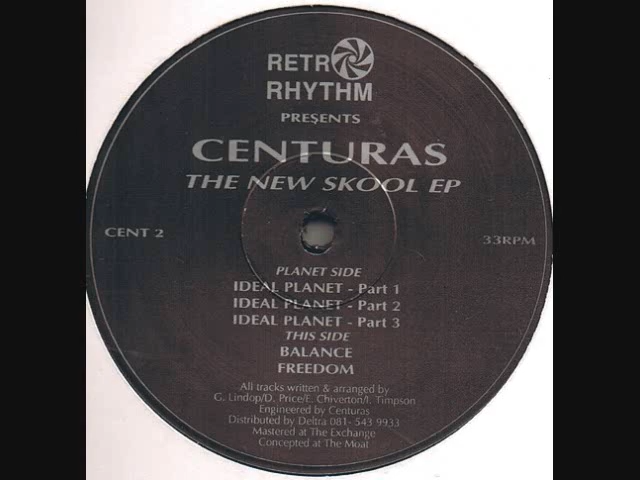 RETRO
RHYTHM
PRESENTS
CENTURAS
THE NEW SKOOL EP
CENT 2
33RPM
PLANET SIDE
IDEAL PLANET - Part 1
IDEAL PLANET - Part 2
IDEAL PLANET - Part 3
THIS SIDE
BALANCE
FREEDOM
All tracks written & arranged by
G. Lindop/D. Price/E. Chiverton/I. Timpson
Engineered by Centuras
Distributed by Deltra 081- 543 9933
Mastered at The Exchange
Concepted at The Moat